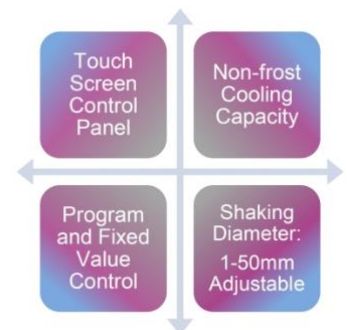 Touch
Screen
Control
Panel
Non-frost
Cooling
Capacity
Program
and Fixed
Value
Control
Shaking
Diameter:
1-50mm
Adjustable